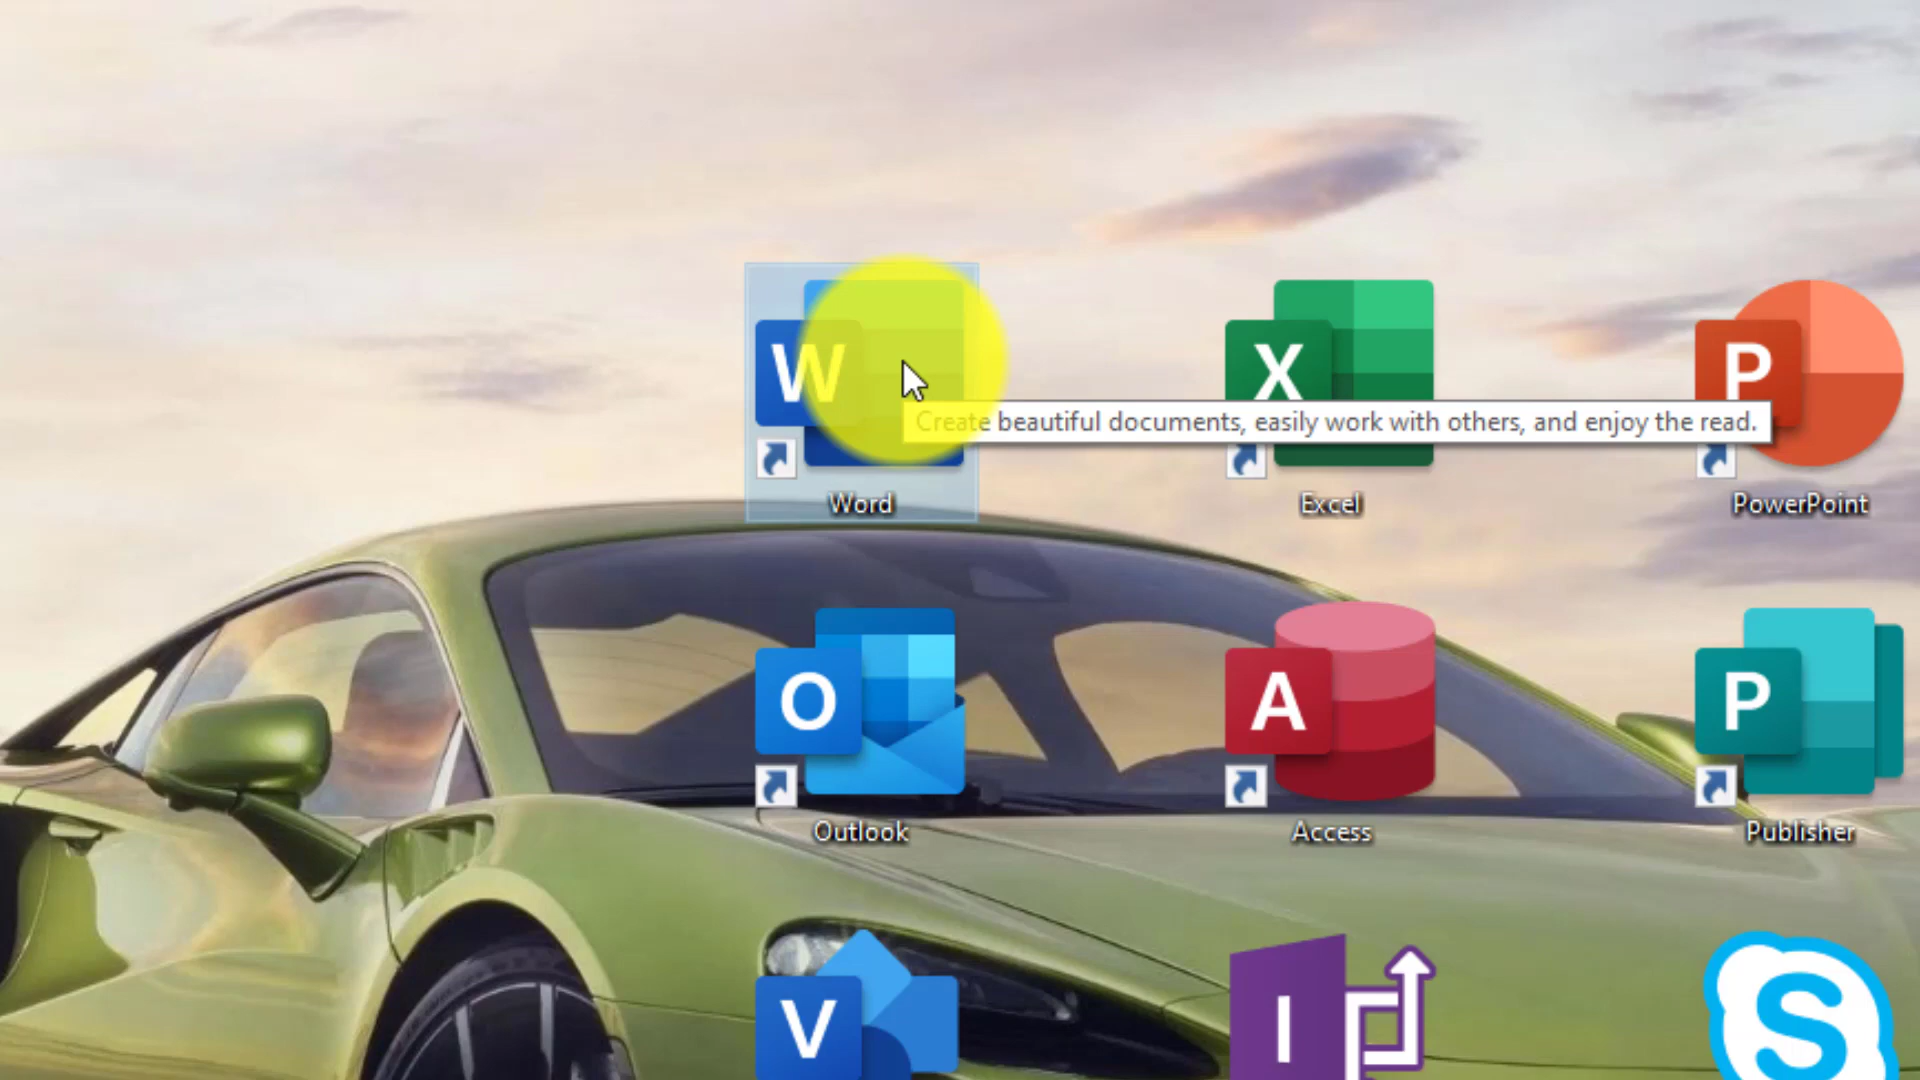 W
X
P
Create beautiful documents, easily work with others, and enjoy the read.
Word
Excel
PowerPoint
O
A
P
Outlook
Access
Publisher
V
I
S